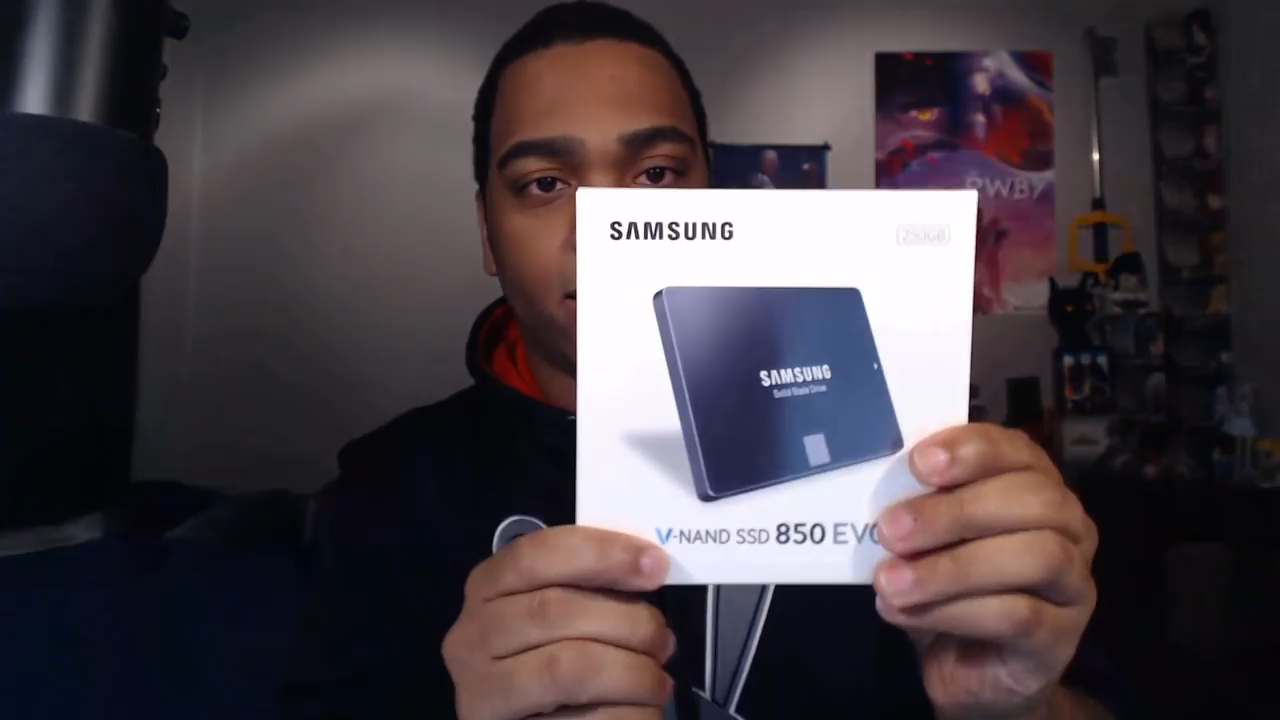 SAMSUNG
250GB
RWBY
SAMSUNG
Solid State Drive
V-NAND SSD 850 EVO